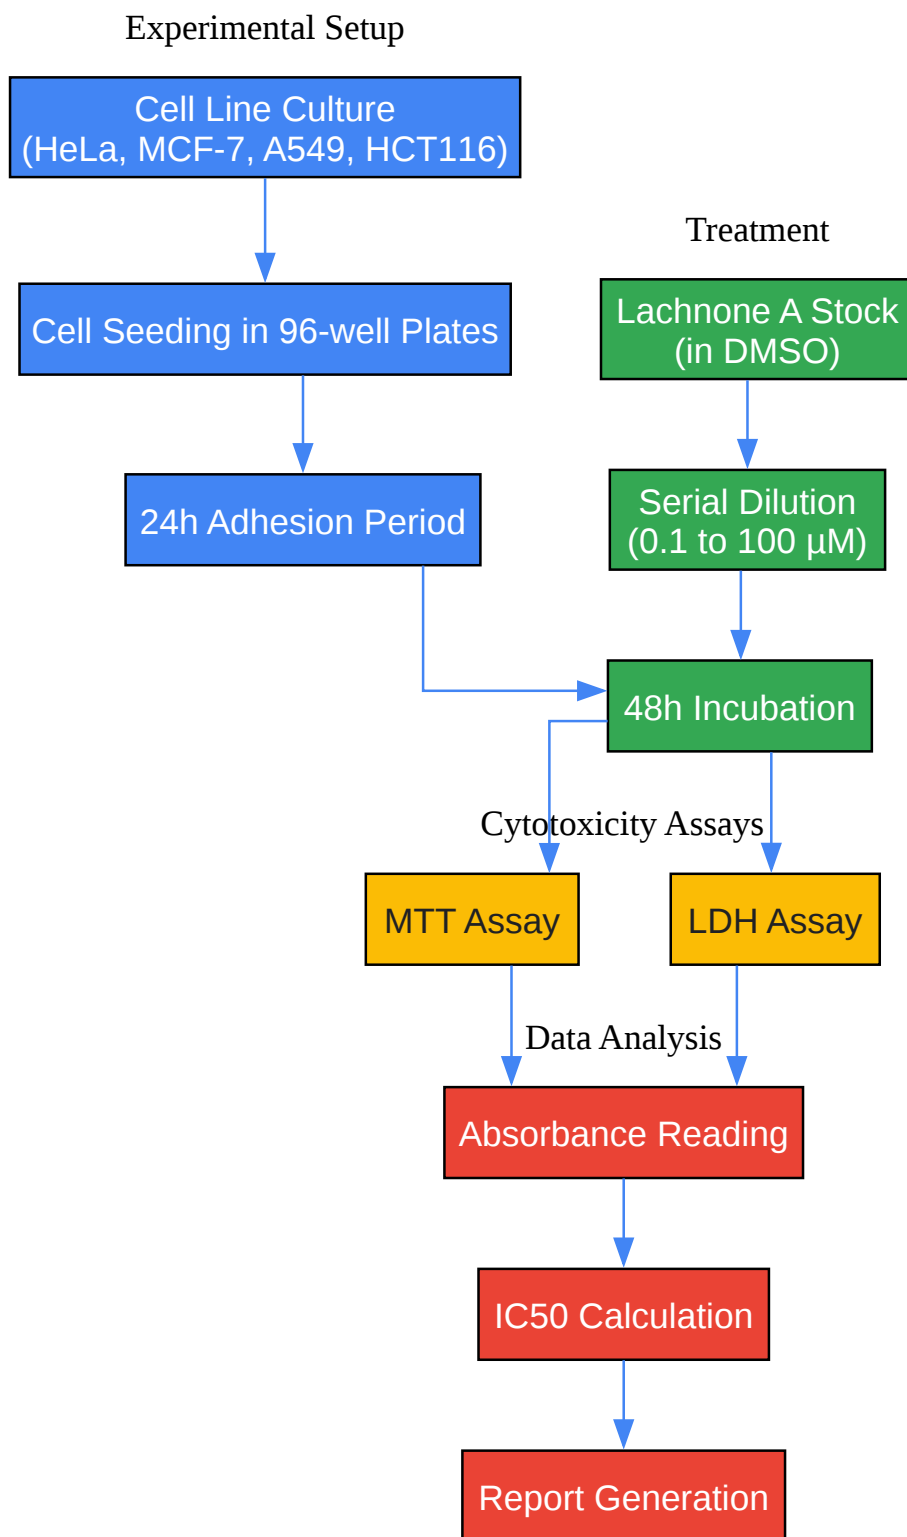 Experimental Setup
Cell Line Culture
(HeLa, MCF-7, A549, HCT116)
Treatment
Cell Seeding in 96-well Plates
Lachnone A Stock
(in DMSO)
24h Adhesion Period
Serial Dilution
(0.1 to 100 µM)
48h Incubation
Cytotoxicity Assays
MTT Assay
LDH Assay
Data Analysis
Absorbance Reading
IC50 Calculation
Report Generation